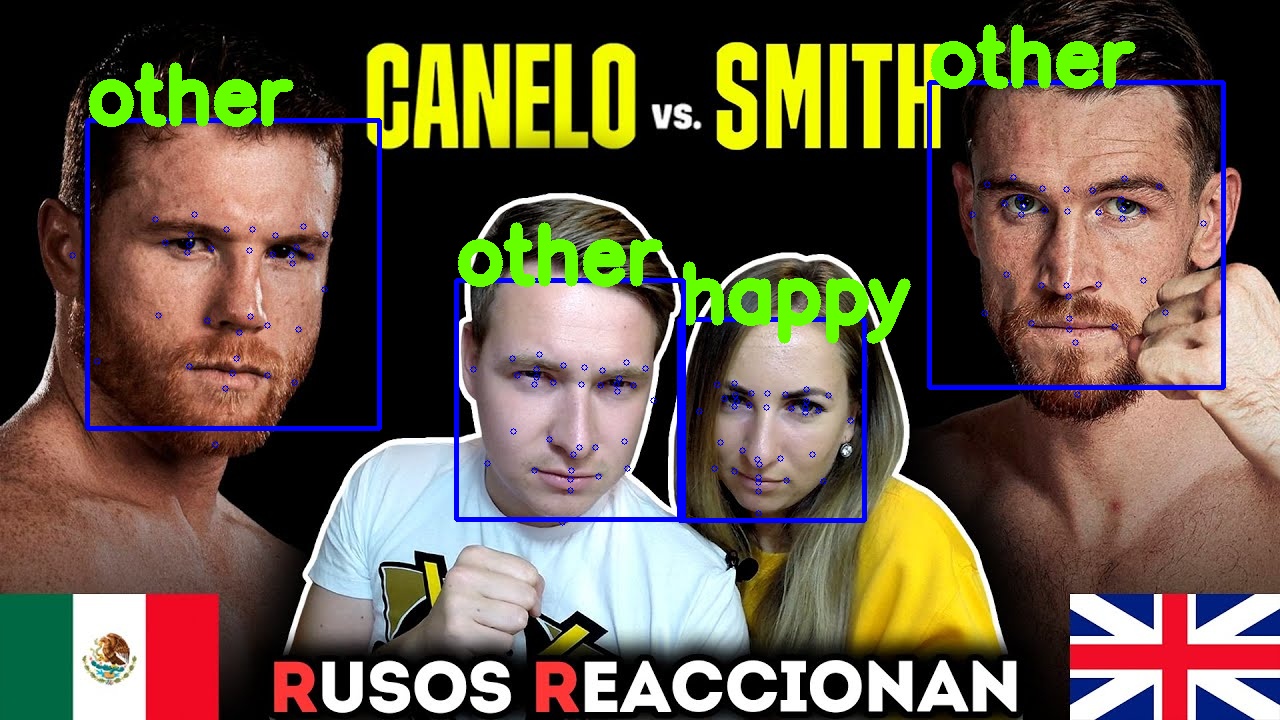 CANELO vs. SMITH
other
other
other
happy
RUSOS REACCIONAN